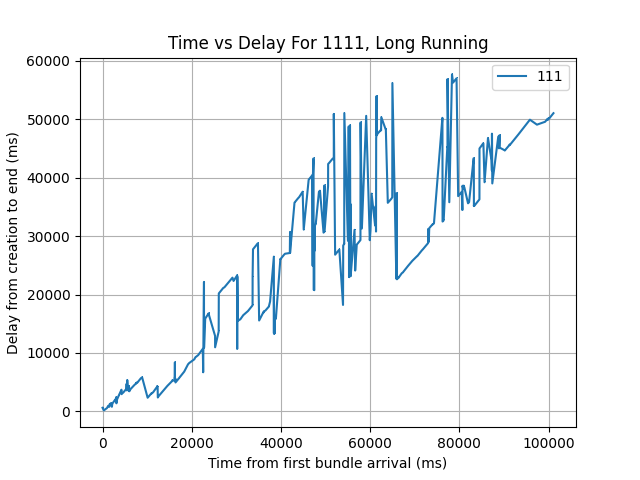 Time vs Delay For 1111, Long Running
111
60000
50000
40000
30000
20000
10000
0
Delay from creation to end (ms)
0 20000 40000 60000 80000 100000
Time from first bundle arrival (ms)